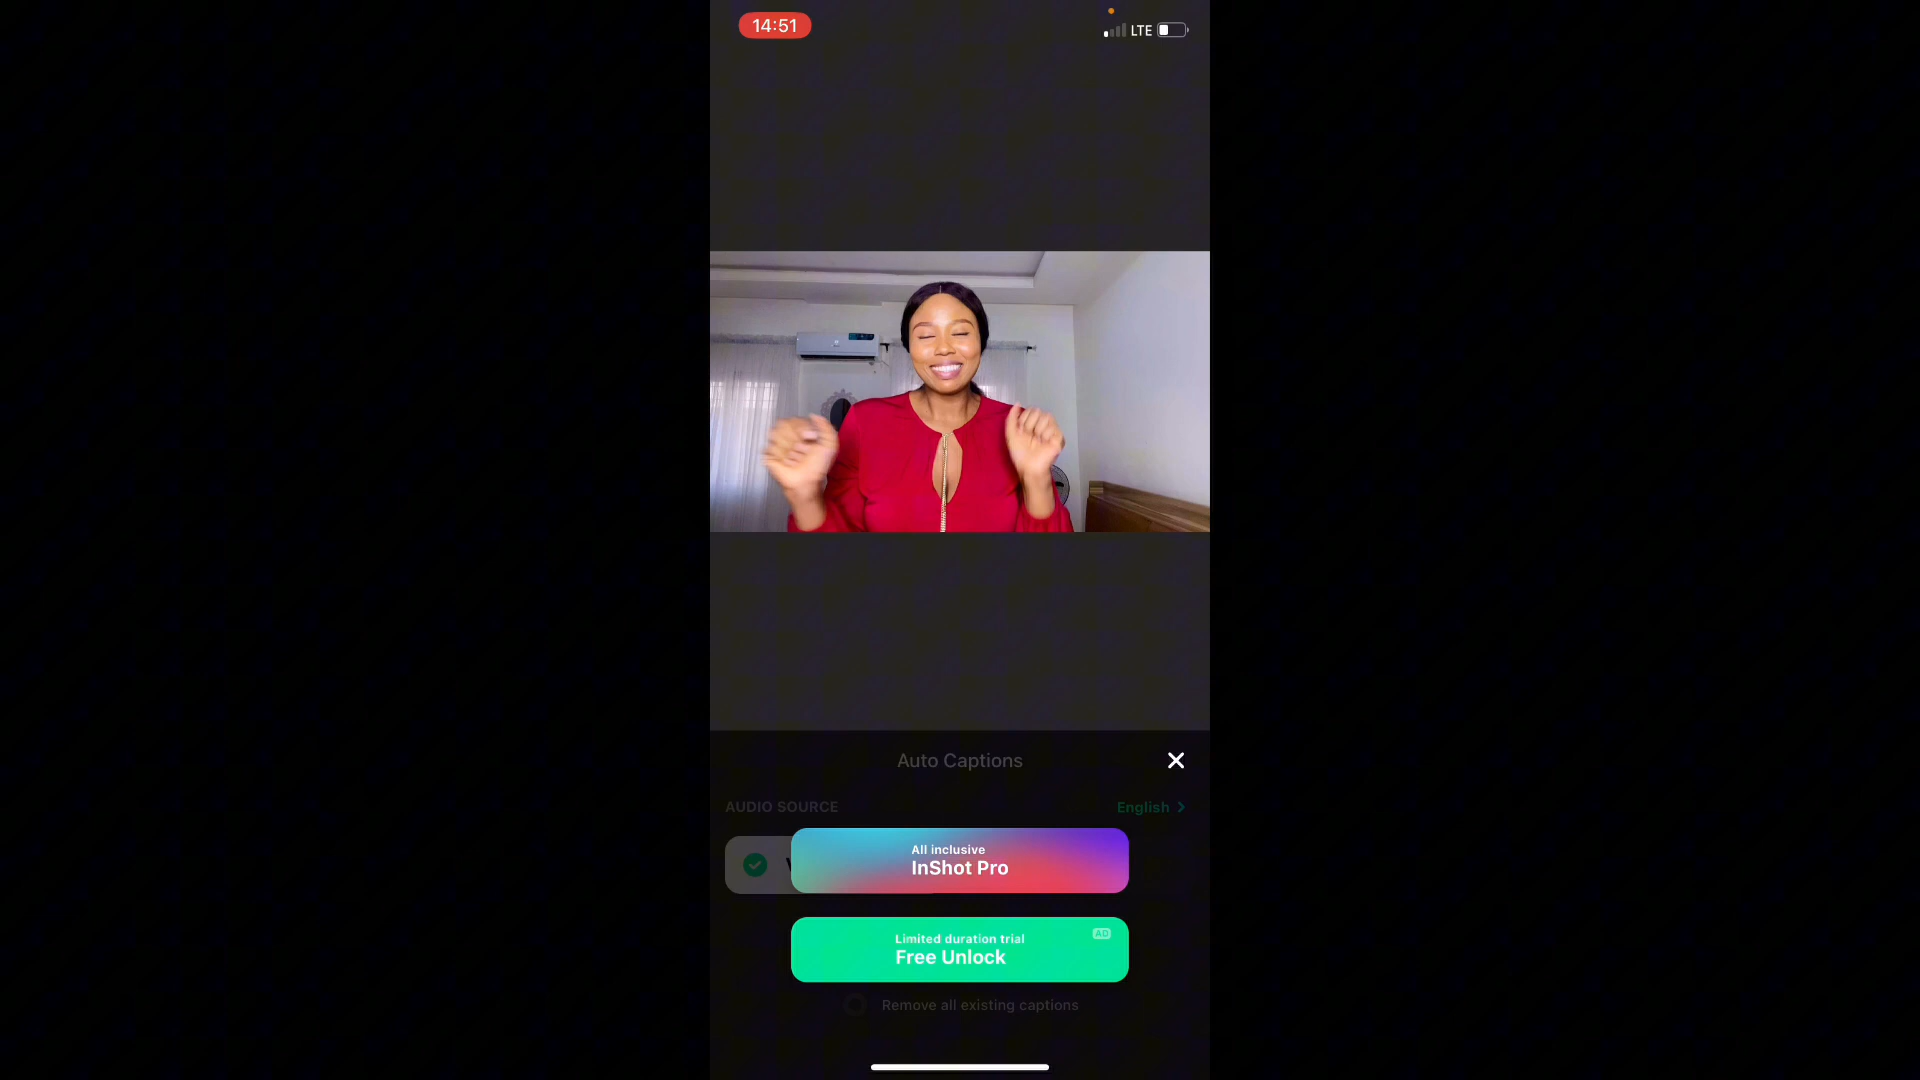 14:51
LTE
Auto Captions
AUDIO SOURCE
English
All inclusive
InShot Pro
Limited duration trial
AD
Free Unlock
Remove all existing captions